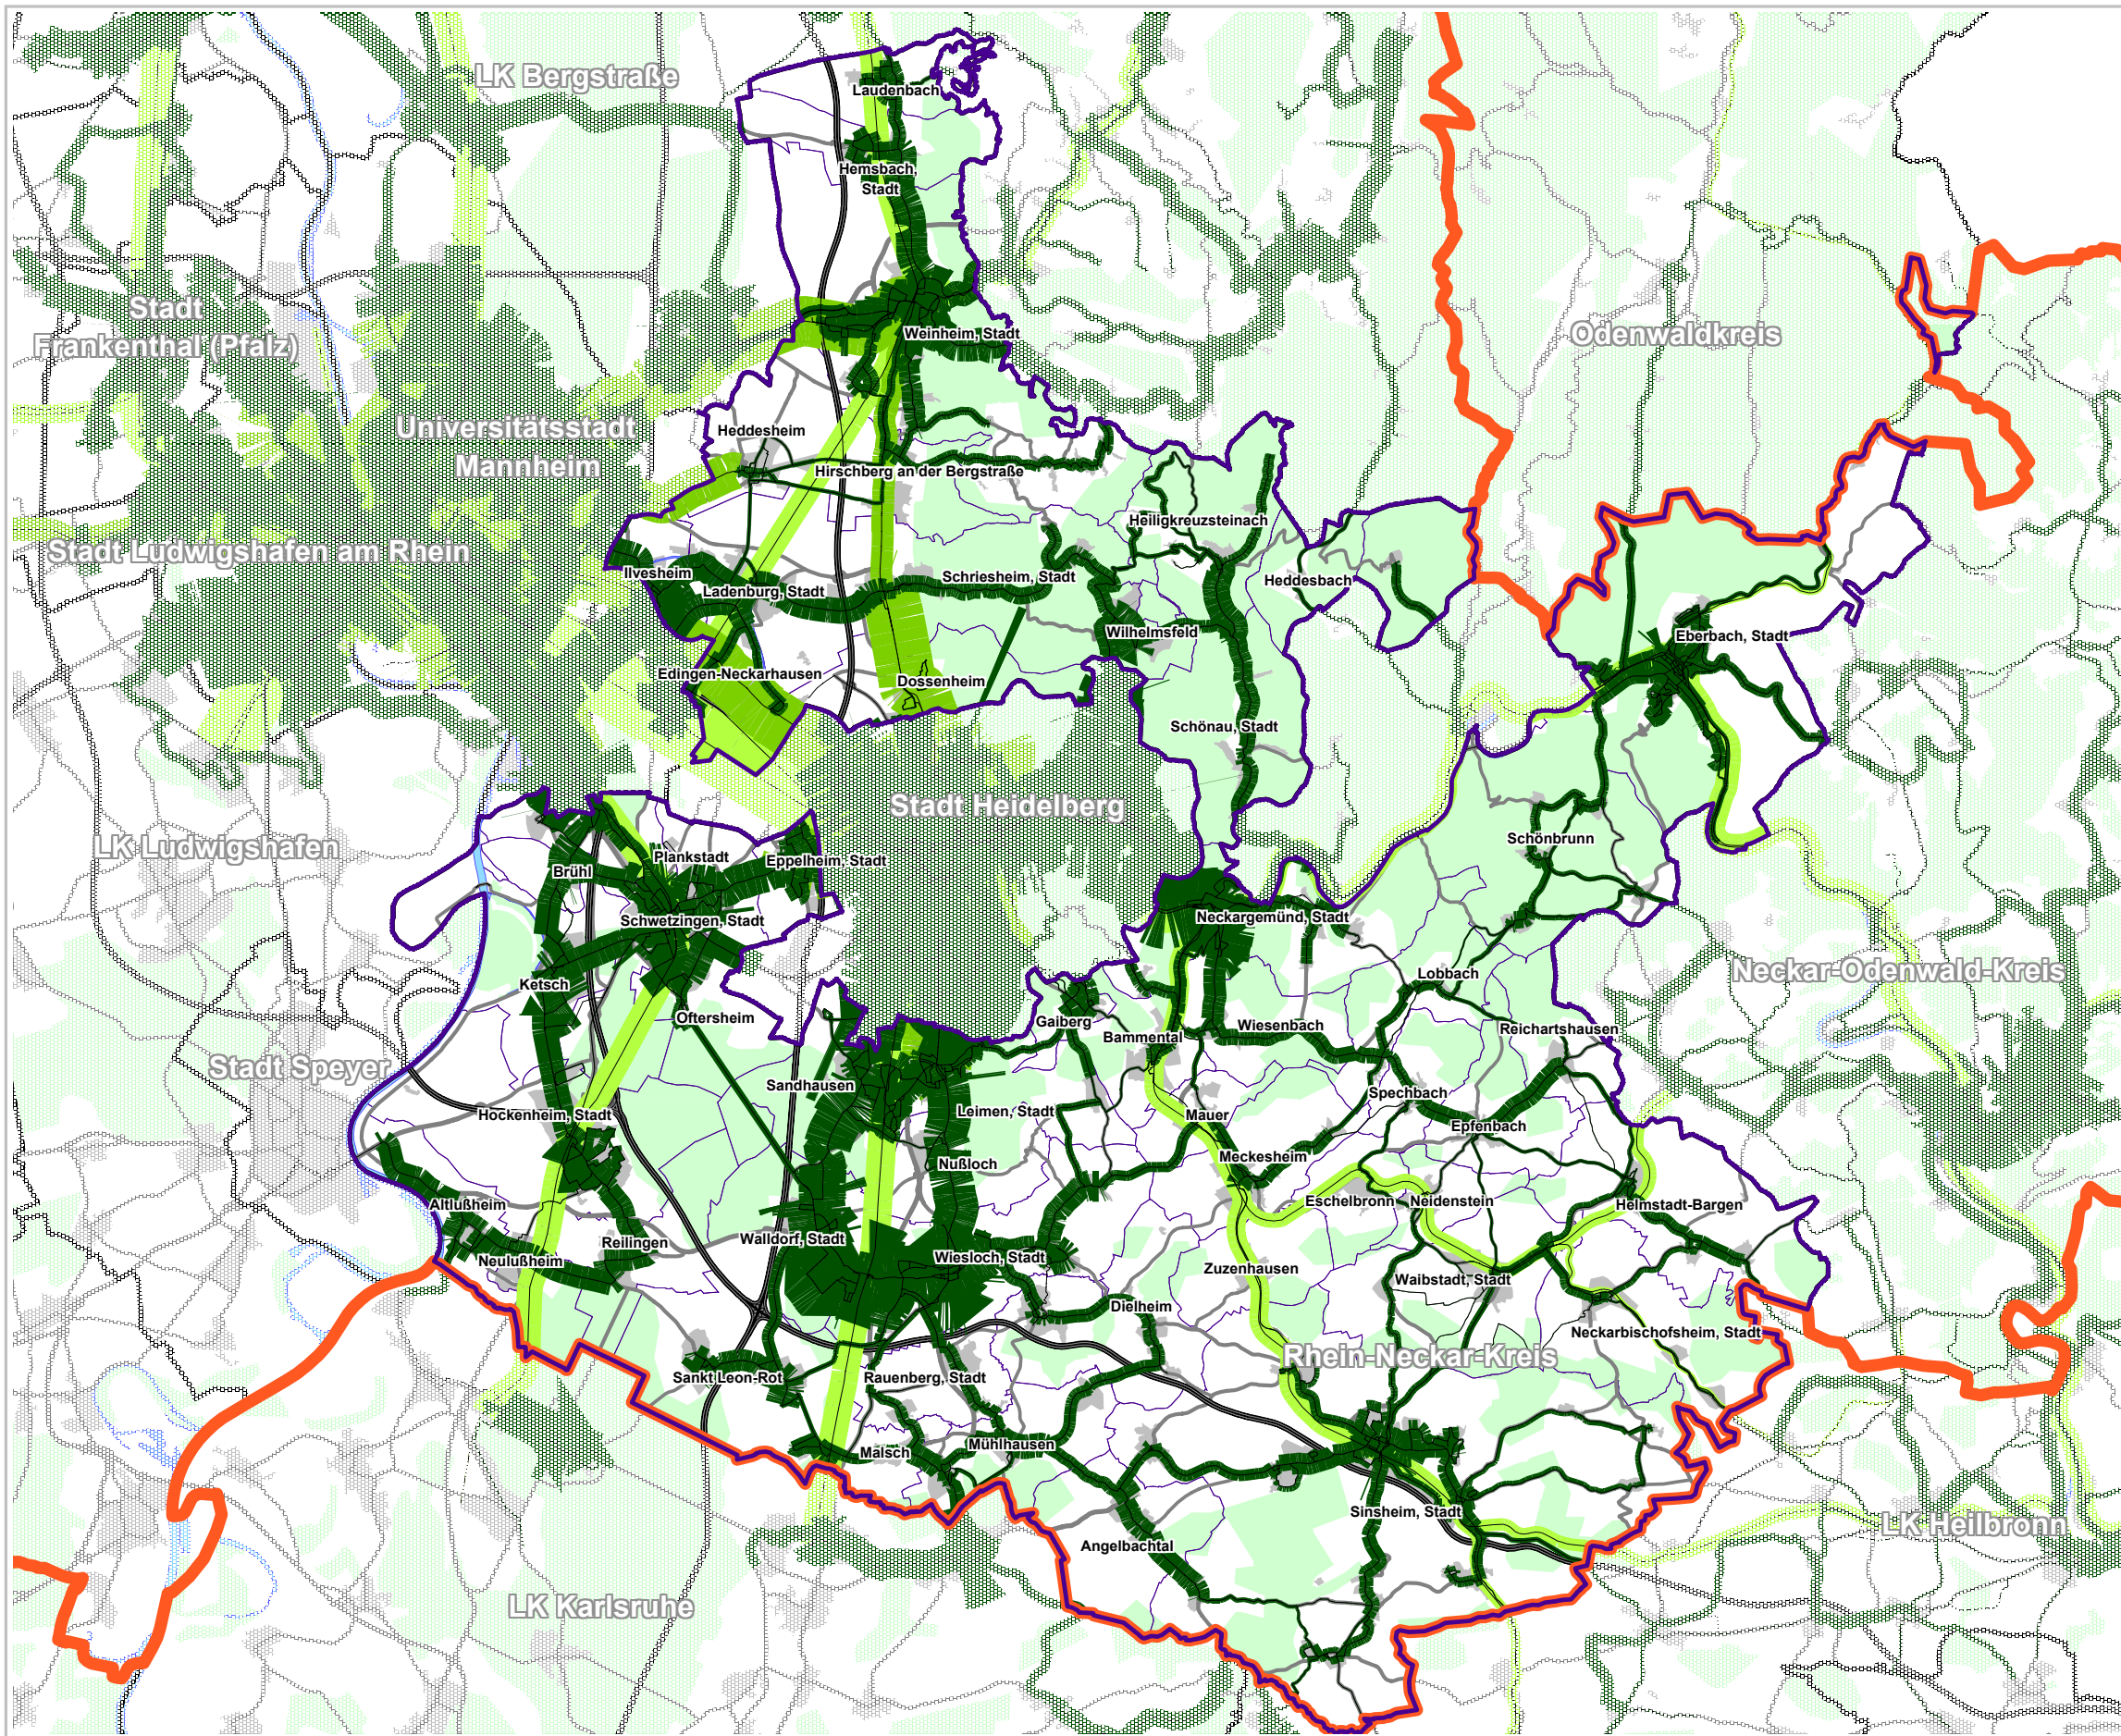 LK Bergstraße
Laudenbach
Hemsbach,
Stadt
Stadt
Frankenthal (Pfalz)
Weinheim, Stadt
Odenwaldkreis
Universitätsstadt
Mannheim
Heddesheim
Hirschberg an der Bergstraße
Heiligkreuzsteinach
Stadt Ludwigshafen am Rhein
Ilvesheim
Ladenburg, Stadt
Schriesheim, Stadt
Heddesbach
Wilhelmsfeld
Eberbach, Stadt
Edingen-Neckarhausen
Dossenheim
Schönau, Stadt
Stadt Heidelberg
LK Ludwigshafen
Plankstadt
Eppelheim, Stadt
Brühl
Schönbrunn
Schwetzingen, Stadt
Neckargemünd, Stadt
Ketsch
Lobbach
Neckar-Odenwald-Kreis
Oftersheim
Gaiberg
Bammental
Wiesenbach
Reichartshausen
Stadt Speyer
Sandhausen
Leimen, Stadt
Hockenheim, Stadt
Mauer
Spechbach
Epfenbach
Nußloch
Meckesheim
Altlußheim
Eschelbronn
Neidenstein
Helmstadt-Bargen
Reilingen
Walldorf, Stadt
Wiesloch, Stadt
Neulußheim
Zuzenhausen
Waibstadt, Stadt
Dielheim
Neckarbischofsheim, Stadt
Rhein-Neckar-Kreis
Sankt Leon-Rot
Rauenberg, Stadt
Malsch
Mühlhausen
Sinsheim, Stadt
LK Heilbronn
Angelbachtal
LK Karlsruhe
3